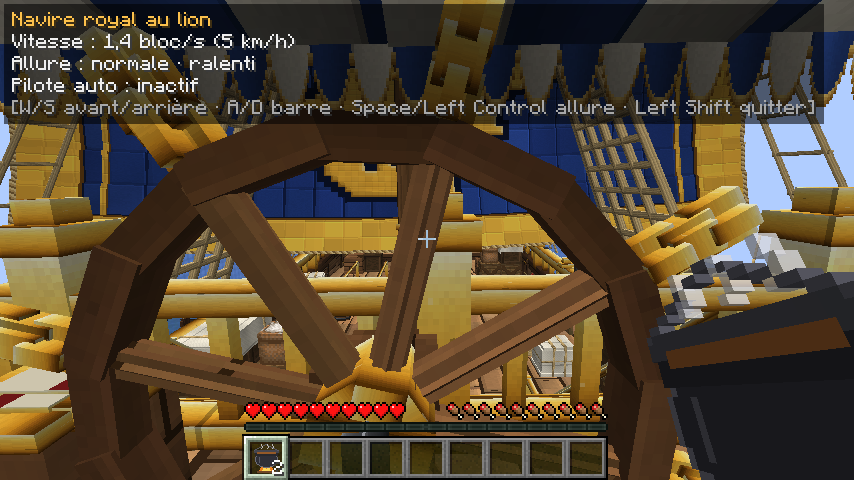 Navire royal au lion
Vitesse : 1,4 bloc/s (5 km/h)
Allure : normale · ralenti
Pilote auto : inactif
[W/S avant/arrière · A/D barre · Space/Left Control allure · Left Shift quitter]
2